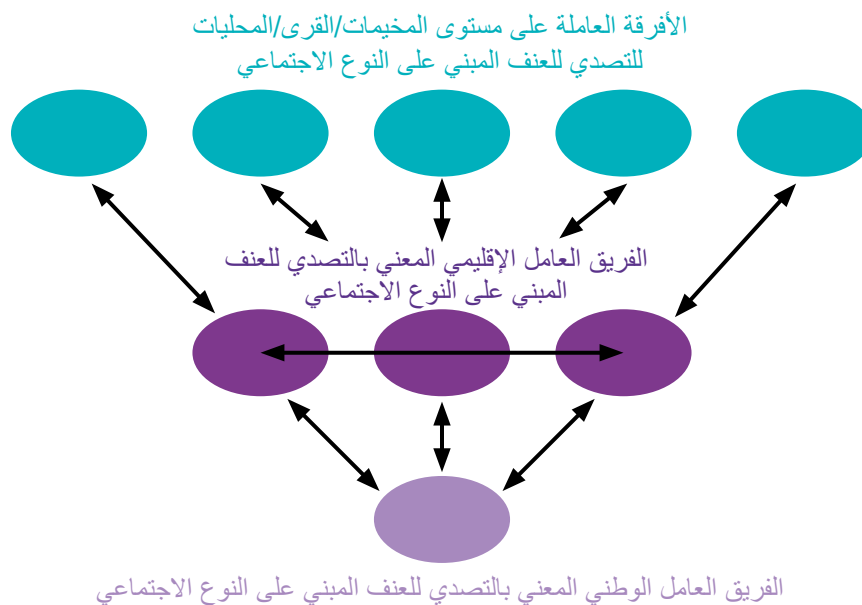 الأفرقة العاملة على مستوى المخيمات/القرى/المحليات
للتصدي للعنف المبني على النوع الاجتماعي
الفريق العامل الإقليمي المعني بالتصدي للعنف
المبني على النوع الاجتماعي
الفريق العامل الوطني المعني بالتصدي للعنف المبني على النوع الاجتماعي